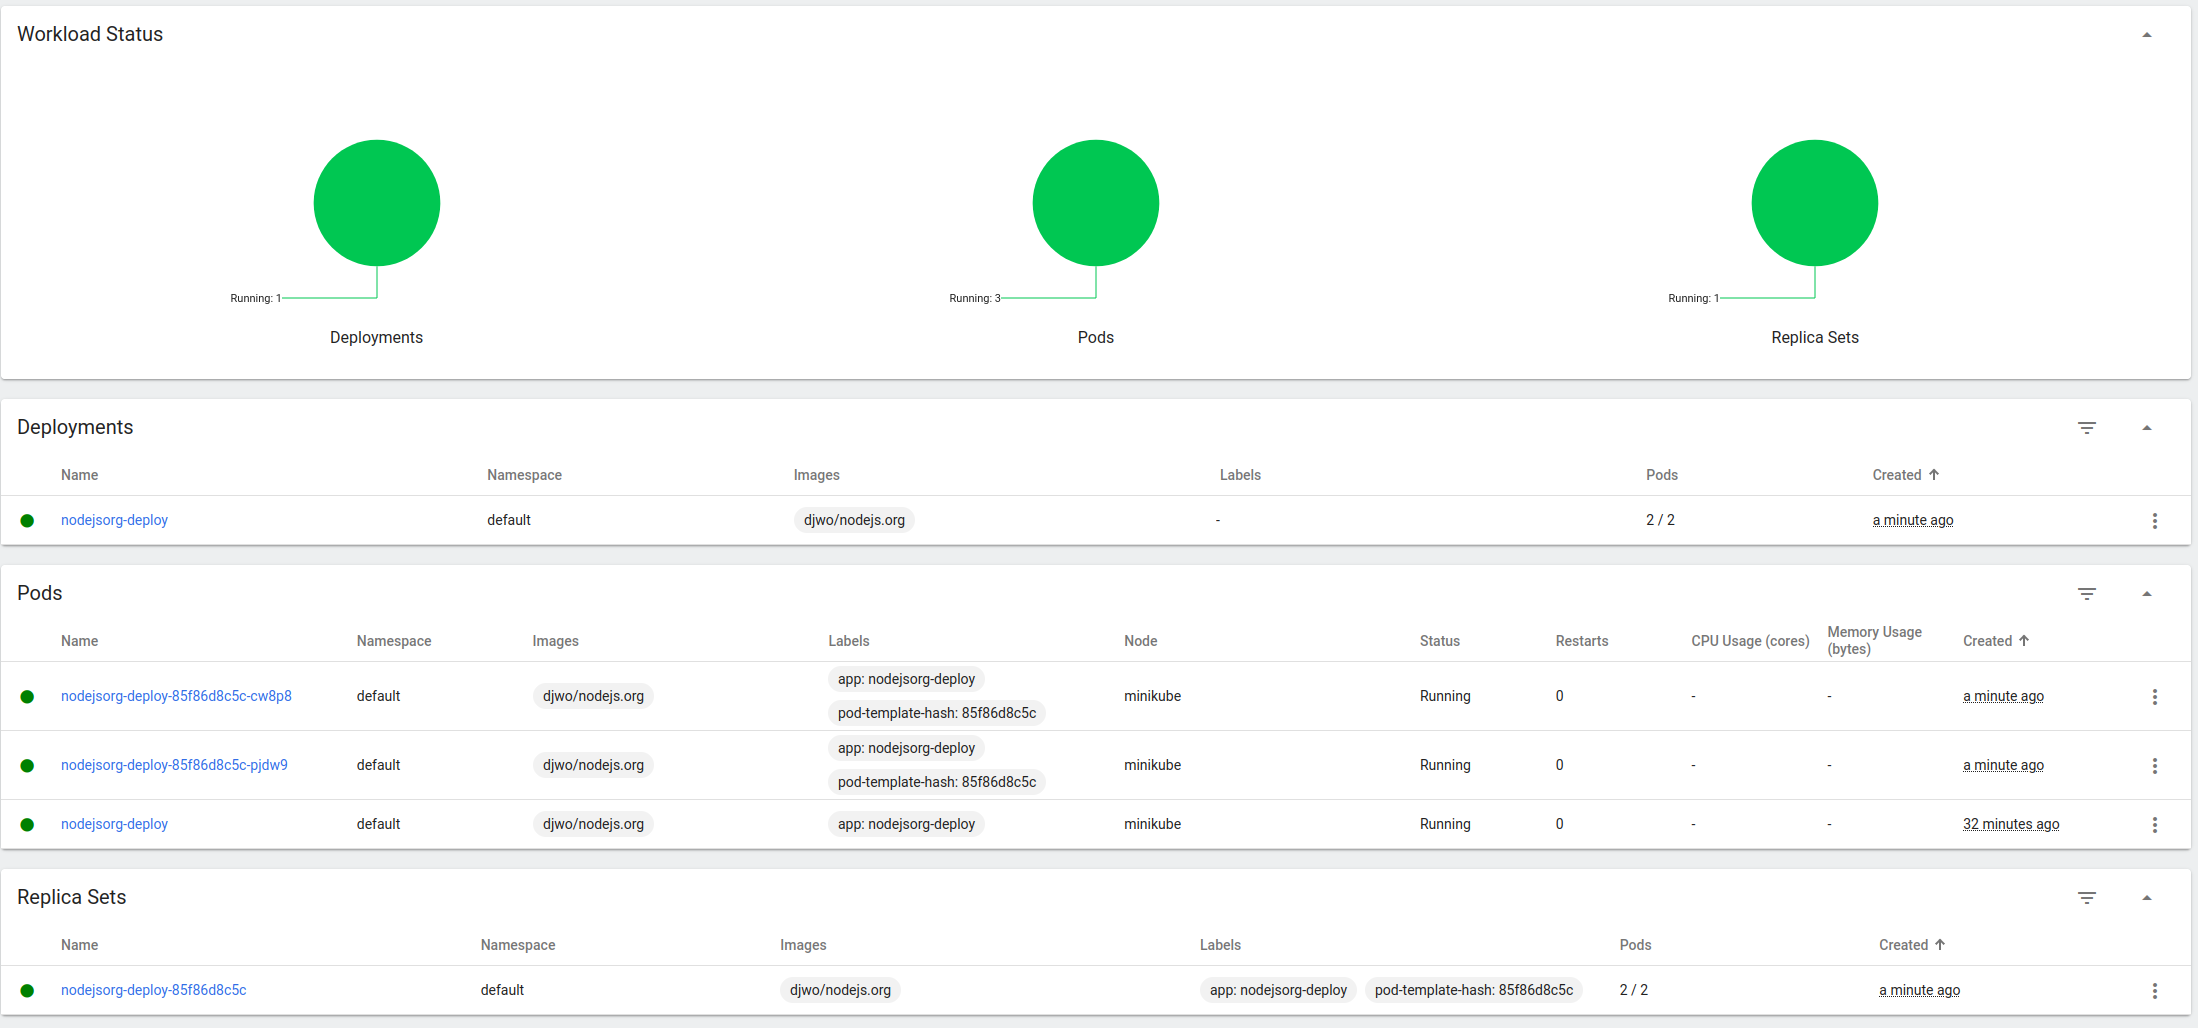 Workload Status
Running: 1
Running: 3
Running: 1
Deployments
Pods
Replica Sets
Deployments
Name Namespace Images Labels Pods Created
nodejsorg-deploy default djwo/nodejs.org - 2 / 2 a minute ago
Pods
Name Namespace Images Labels Node Status Restarts CPU Usage (cores) Memory Usage (bytes) Created
nodejsorg-deploy-85f86d8c5c-cw8p8 default djwo/nodejs.org app: nodejsorg-deploy minikube Running 0 - - a minute ago
pod-template-hash: 85f86d8c5c
nodejsorg-deploy-85f86d8c5c-pjdw9 default djwo/nodejs.org app: nodejsorg-deploy minikube Running 0 - - a minute ago
pod-template-hash: 85f86d8c5c
nodejsorg-deploy default djwo/nodejs.org app: nodejsorg-deploy minikube Running 0 - - 32 minutes ago
Replica Sets
Name Namespace Images Labels Pods Created
nodejsorg-deploy-85f86d8c5c default djwo/nodejs.org app: nodejsorg-deploy pod-template-hash: 85f86d8c5c 2 / 2 a minute ago